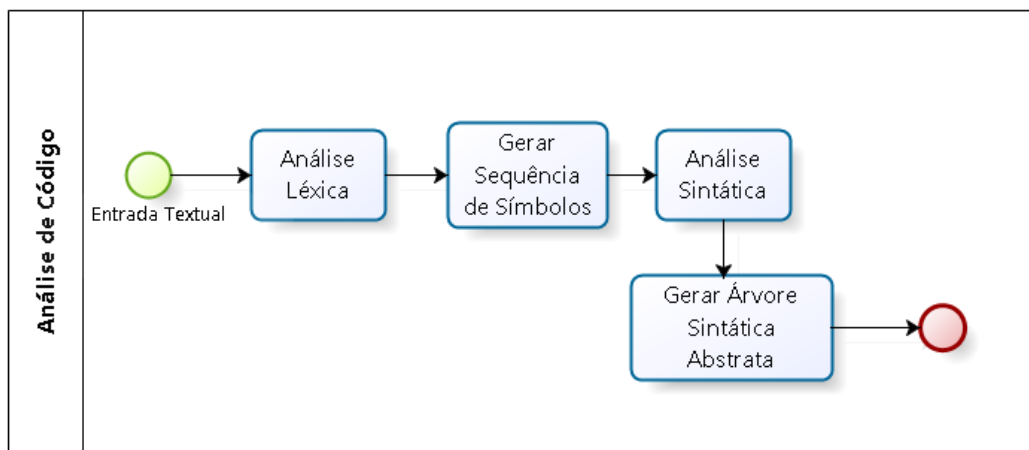 Análise de Código
Entrada Textual
Análise
Léxica
Gerar
Sequência
de Símbolos
Análise
Sintática
Gerar Árvore
Sintática
Abstrata